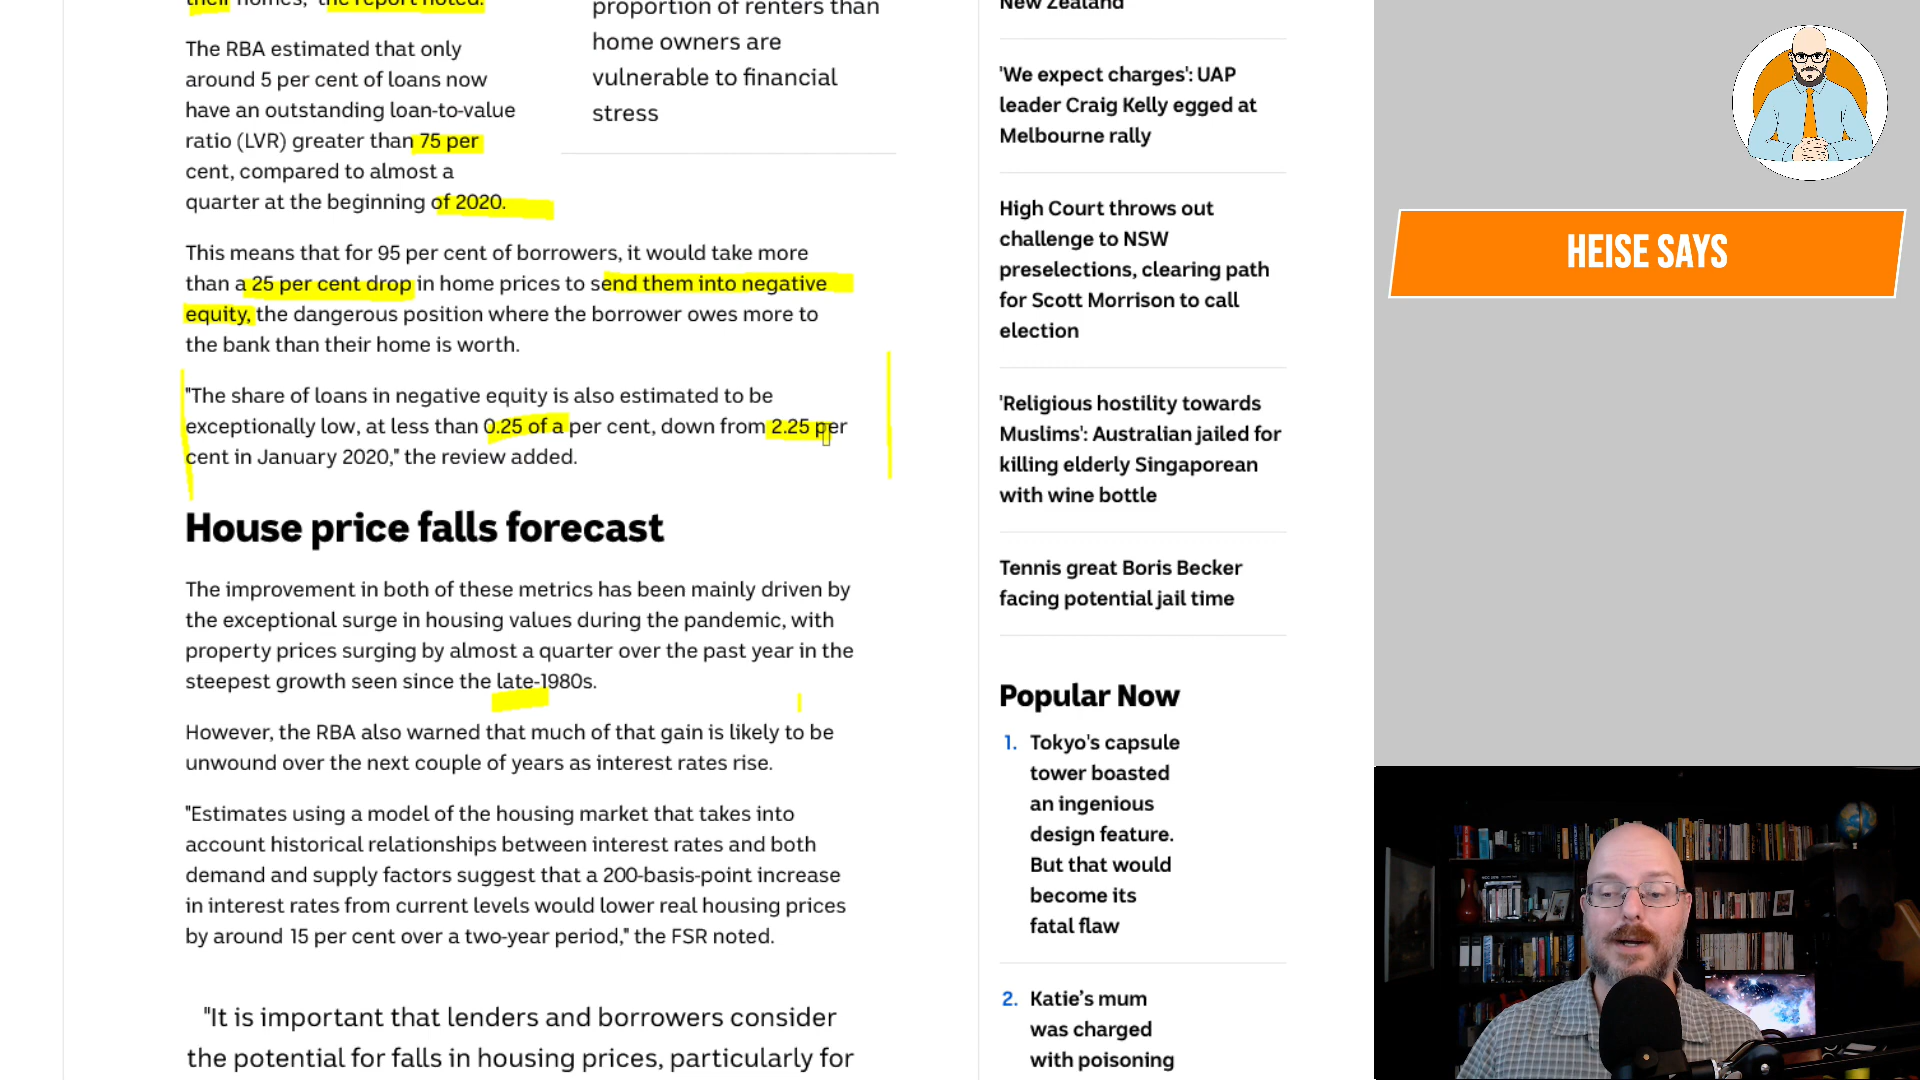 their homes," the report noted.
The RBA estimated that only
around 5 per cent of loans now
have an outstanding loan-to-value
ratio (LVR) greater than 75 per
cent, compared to almost a
quarter at the beginning of 2020.
proportion of renters than
home owners are
vulnerable to financial
stress
This means that for 95 per cent of borrowers, it would take more
than a 25 per cent drop in home prices to send them into negative
equity, the dangerous position where the borrower owes more to
the bank than their home is worth.
"The share of loans in negative equity is also estimated to be
exceptionally low, at less than 0.25 of a per cent, down from 2.25 per
cent in January 2020," the review added.
House price falls forecast
The improvement in both of these metrics has been mainly driven by
the exceptional surge in housing values during the pandemic, with
property prices surging by almost a quarter over the past year in the
steepest growth seen since the late-1980s.
However, the RBA also warned that much of that gain is likely to be
unwound over the next couple of years as interest rates rise.
"Estimates using a model of the housing market that takes into
account historical relationships between interest rates and both
demand and supply factors suggest that a 200-basis-point increase
in interest rates from current levels would lower real housing prices
by around 15 per cent over a two-year period," the FSR noted.
"It is important that lenders and borrowers consider
the potential for falls in housing prices, particularly for
New Zealand
'We expect charges': UAP
leader Craig Kelly egged at
Melbourne rally
High Court throws out
challenge to NSW
preselections, clearing path
for Scott Morrison to call
election
'Religious hostility towards
Muslims': Australian jailed for
killing elderly Singaporean
with wine bottle
Tennis great Boris Becker
facing potential jail time
Popular Now
1. Tokyo's capsule
tower boasted
an ingenious
design feature.
But that would
become its
fatal flaw
2. Katie's mum
was charged
with poisoning
HEISE SAYS